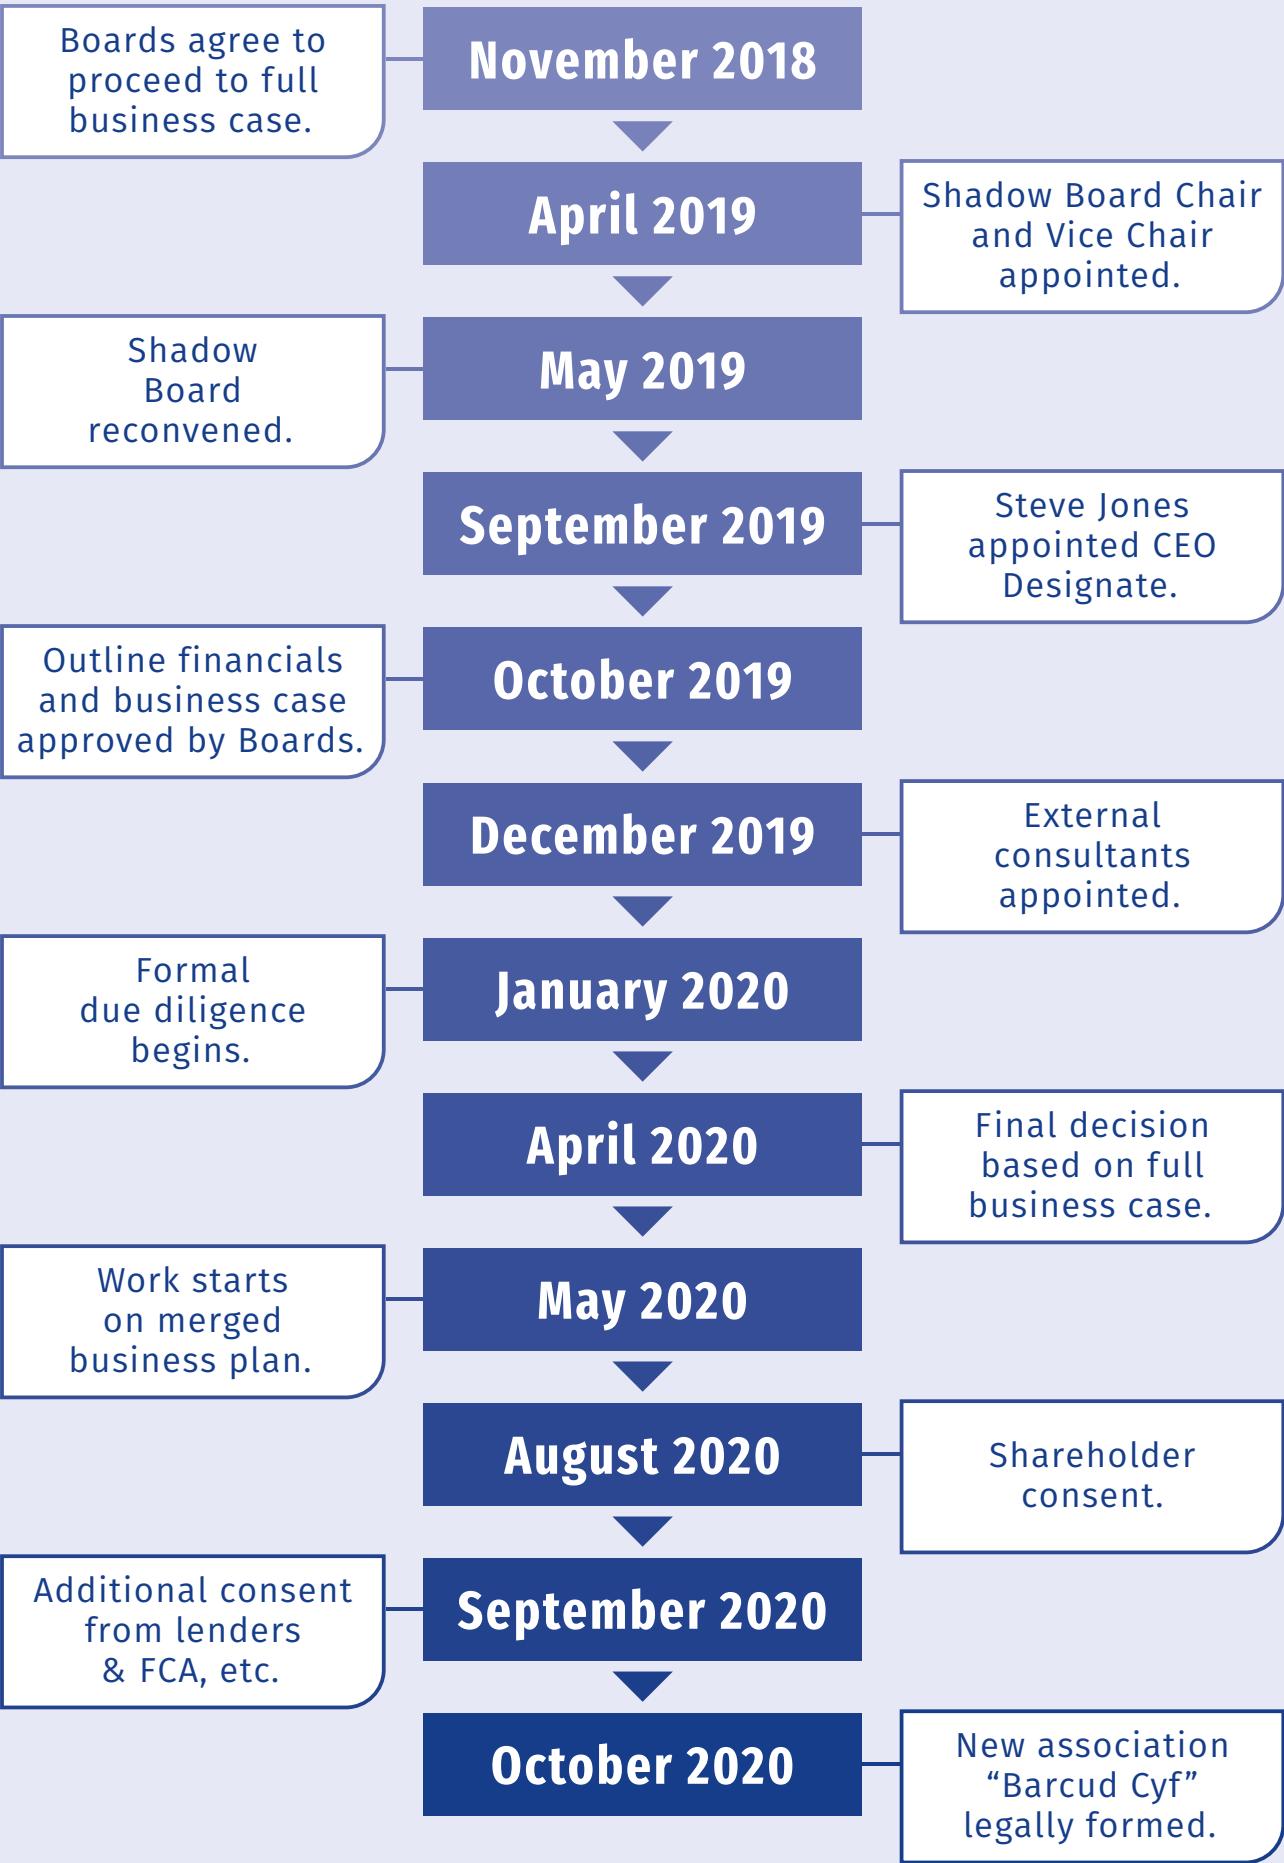 Boards agree to
proceed to full
business case.
November 2018
April 2019
Shadow Board Chair
and Vice Chair
appointed.
Shadow
Board
reconvened.
May 2019
September 2019
Steve Jones
appointed CEO
Designate.
Outline financials
and business case
approved by Boards.
October 2019
December 2019
External
consultants
appointed.
Formal
due diligence
begins.
January 2020
April 2020
Final decision
based on full
business case.
Work starts
on merged
business plan.
May 2020
August 2020
Shareholder
consent.
Additional consent
from lenders
& FCA, etc.
September 2020
October 2020
New association
“Barcud Cyf”
legally formed.